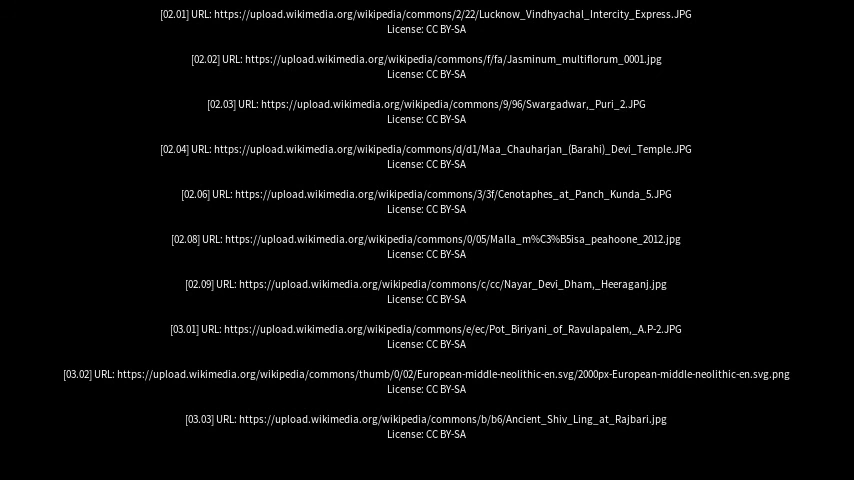 [02.01] URL: https://upload.wikimedia.org/wikipedia/commons/2/22/Lucknow_Vindhyachal_Intercity_Express.JPG
License: CC BY-SA
[02.02] URL: https://upload.wikimedia.org/wikipedia/commons/f/fa/Jasminum_multiflorum_0001.jpg
License: CC BY-SA
[02.03] URL: https://upload.wikimedia.org/wikipedia/commons/9/96/Swargadwar,_Puri_2.JPG
License: CC BY-SA
[02.04] URL: https://upload.wikimedia.org/wikipedia/commons/d/d1/Maa_Chauharjan_(Barahi)_Devi_Temple.JPG
License: CC BY-SA
[02.06] URL: https://upload.wikimedia.org/wikipedia/commons/3/3f/Cenotaphes_at_Panch_Kunda_5.JPG
License: CC BY-SA
[02.08] URL: https://upload.wikimedia.org/wikipedia/commons/0/05/Malla_m%C3%B5isa_peahoone_2012.jpg
License: CC BY-SA
[02.09] URL: https://upload.wikimedia.org/wikipedia/commons/c/cc/Nayar_Devi_Dham,_Heeraganj.jpg
License: CC BY-SA
[03.01] URL: https://upload.wikimedia.org/wikipedia/commons/e/ec/Pot_Biriyani_of_Ravulapalem,_A.P-2.JPG
License: CC BY-SA
[03.02] URL: https://upload.wikimedia.org/wikipedia/commons/thumb/0/02/European-middle-neolithic-en.svg/2000px-European-middle-neolithic-en.svg.png
License: CC BY-SA
[03.03] URL: https://upload.wikimedia.org/wikipedia/commons/b/b6/Ancient_Shiv_Ling_at_Rajbari.jpg
License: CC BY-SA